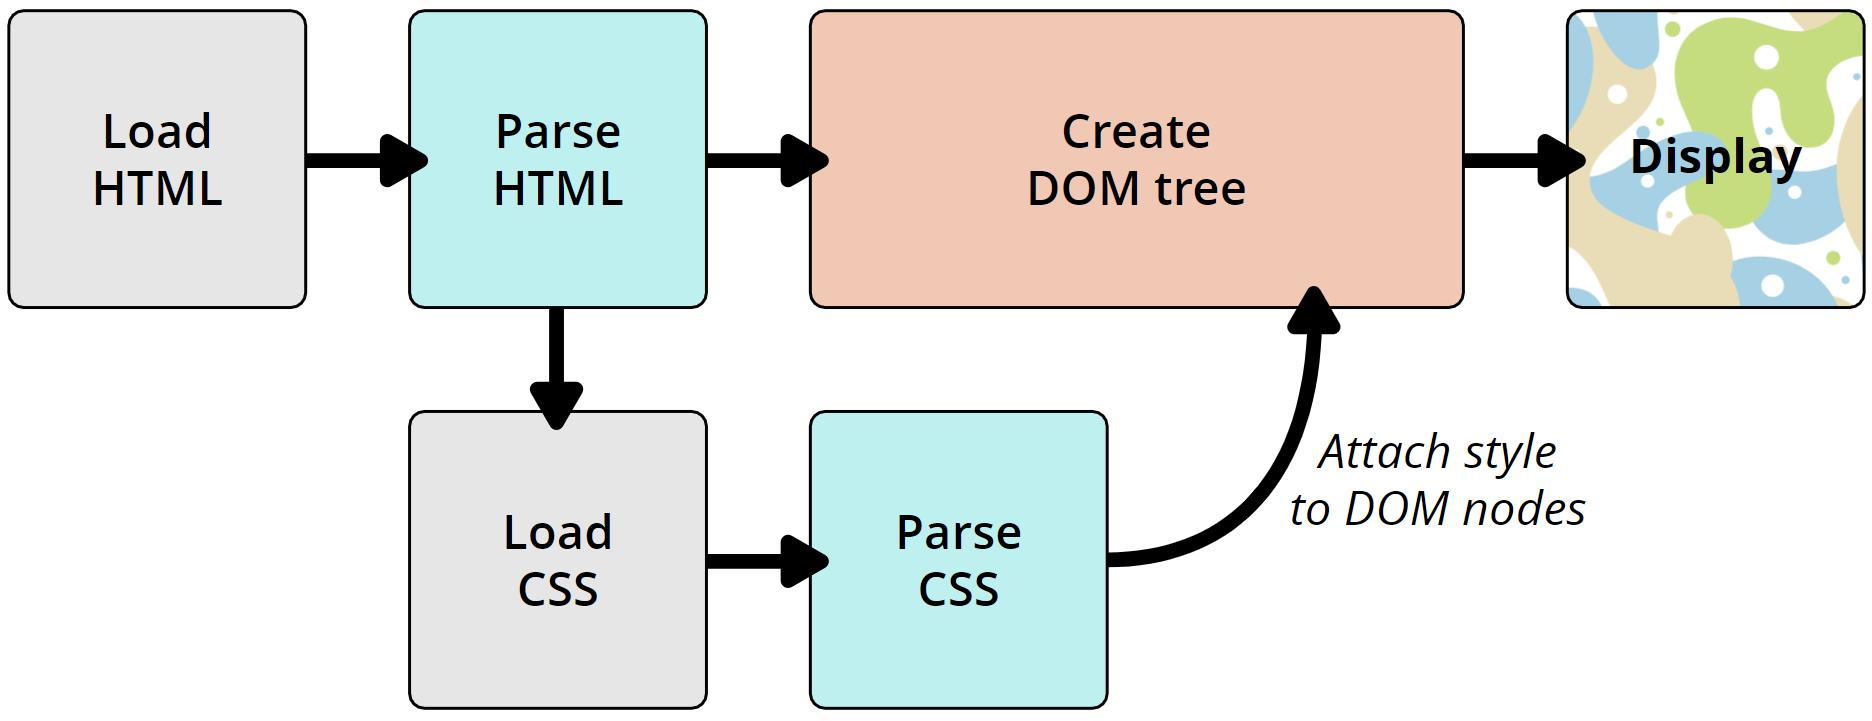 Load
HTML
Parse
HTML
Create
DOM tree
Display
Load
CSS
Parse
CSS
Attach style
to DOM nodes